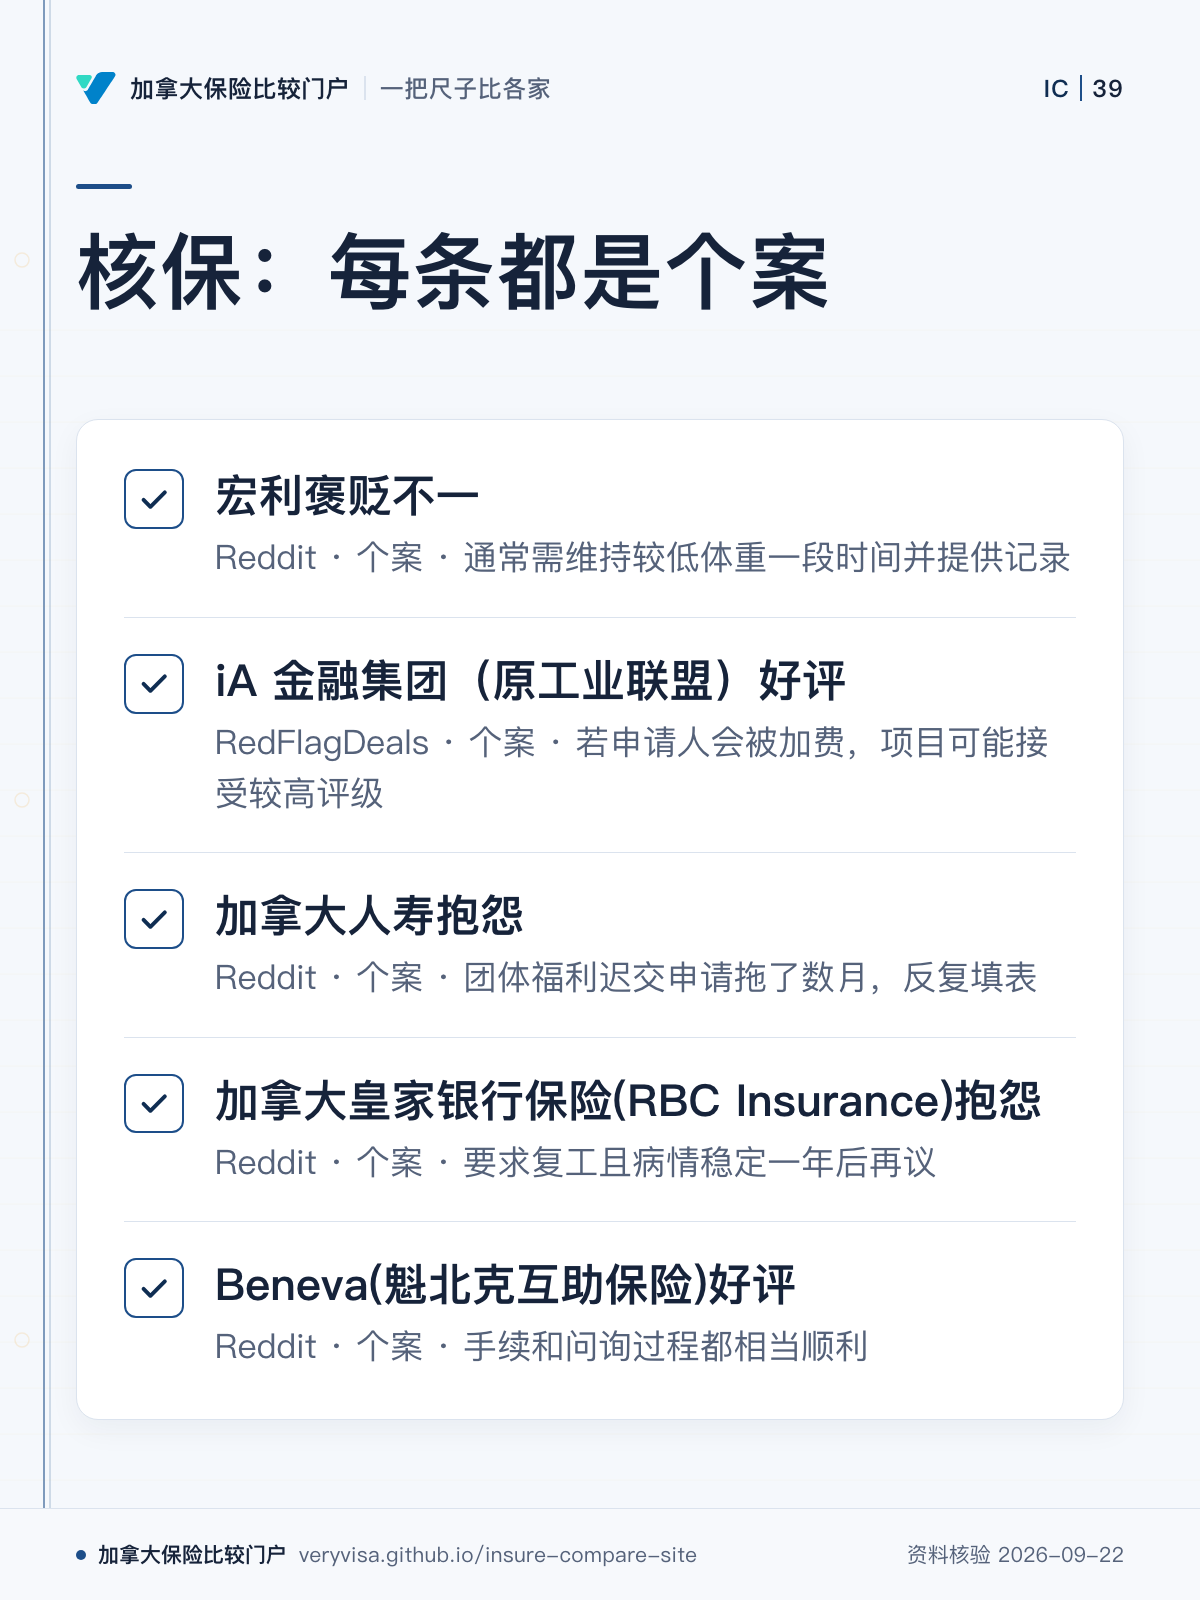 加拿大保险比较门户 | 一把尺子比各家
IC | 39
核保：每条都是个案
宏利褒贬不一
Reddit · 个案 · 通常需维持较低体重一段时间并提供记录
iA 金融集团（原工业联盟）好评
RedFlagDeals · 个案 · 若申请人会被加费，项目可能接
受较高评级
加拿大人寿抱怨
Reddit · 个案 · 团体福利迟交申请拖了数月，反复填表
加拿大皇家银行保险(RBC Insurance)抱怨
Reddit · 个案 · 要求复工且病情稳定一年后再议
Beneva(魁北克互助保险)好评
Reddit · 个案 · 手续和问询过程都相当顺利
加拿大保险比较门户 veryvisa.github.io/insure-compare-site
资料核验 2026-09-22